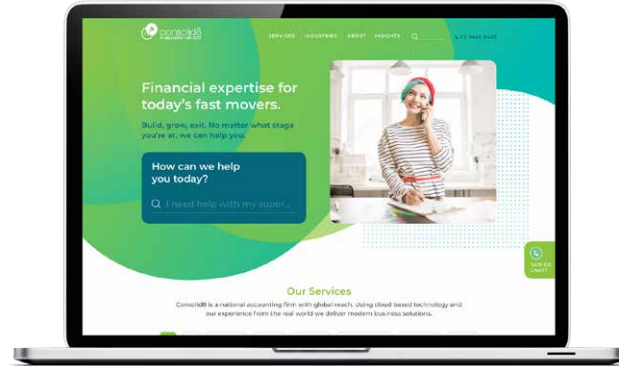 consolid8
SERVICES INDUSTRIES ABOUT INSIGHTS
Financial expertise for
today's fast movers.
Build, grow, exit. No matter what stage
you're at, we can help you.
How can we help
you today?
I need help with my super...
Our Services
Consolid8 is a national accounting firm with global reach. Using cloud based technology and
our experience from the real world we deliver modern business solutions.